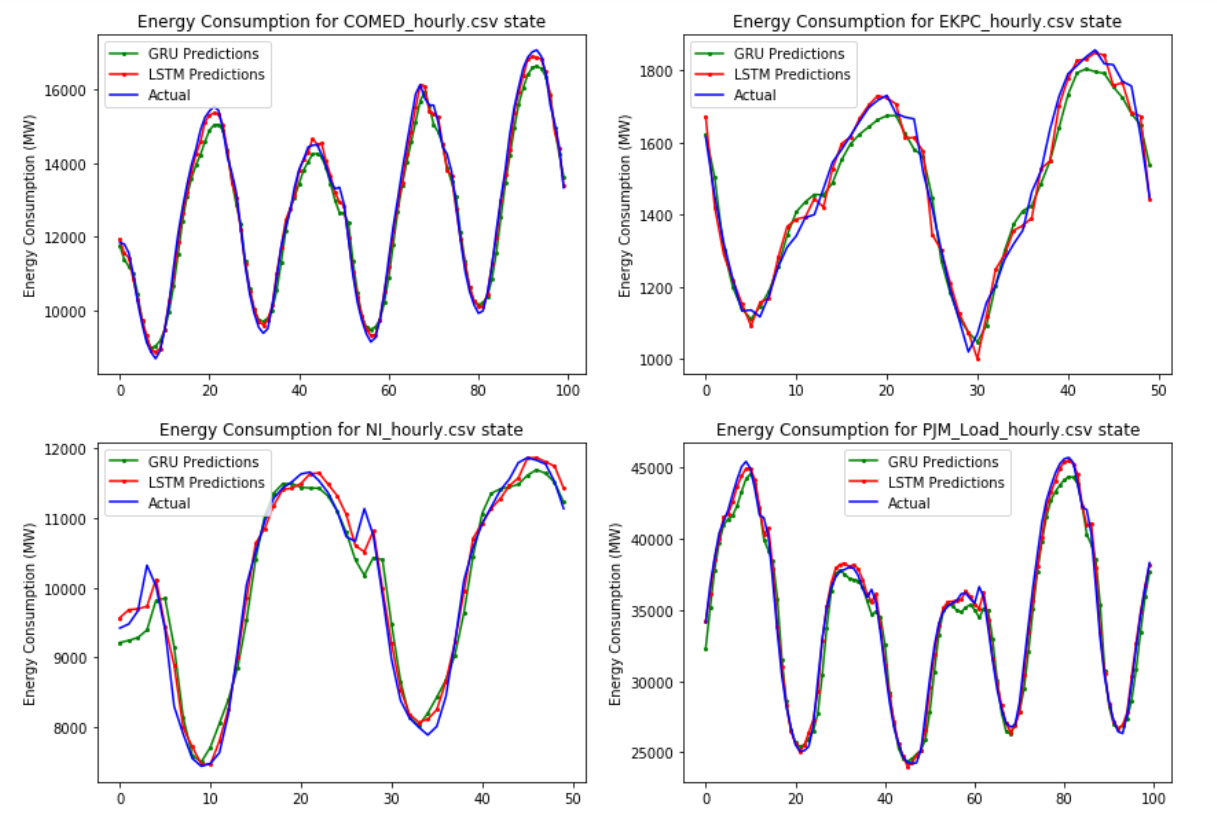 Energy Consumption for COMED_hourly.csv state
GRU Predictions
LSTM Predictions
Actual
Energy Consumption (MW)
16000
14000
12000
10000
0
20
40
60
80
100
Energy Consumption for EKPC_hourly.csv state
GRU Predictions
LSTM Predictions
Actual
Energy Consumption (MW)
1800
1600
1400
1200
1000
0
10
20
30
40
50
Energy Consumption for NI_hourly.csv state
GRU Predictions
LSTM Predictions
Actual
Energy Consumption (MW)
12000
11000
10000
9000
8000
0
10
20
30
40
50
Energy Consumption for PJM_Load_hourly.csv state
GRU Predictions
LSTM Predictions
Actual
Energy Consumption (MW)
45000
40000
35000
30000
25000
0
20
40
60
80
100